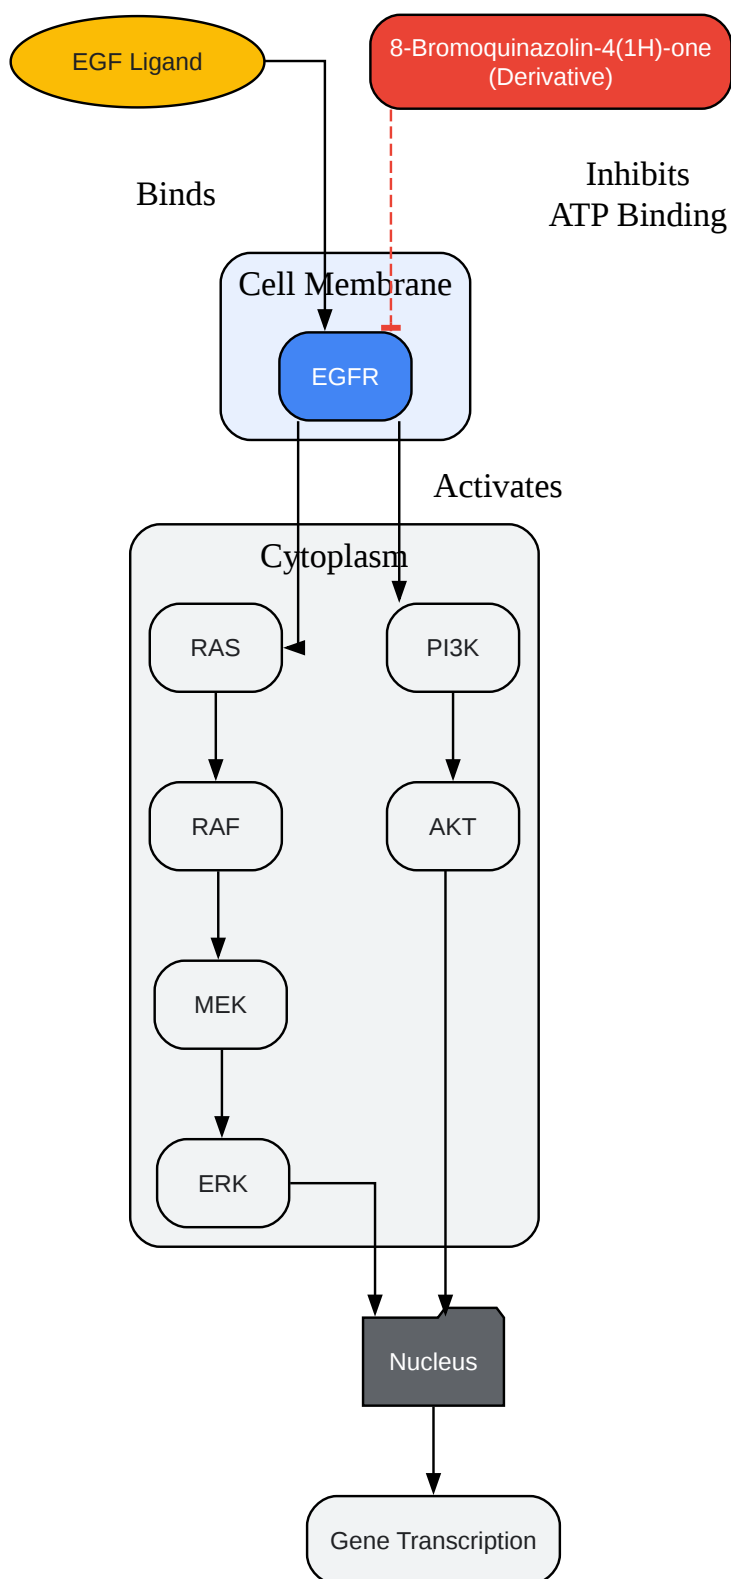 EGF Ligand
8-Bromoquinazolin-4(1H)-one
(Derivative)
Binds
Inhibits
ATP Binding
Cell Membrane
EGFR
Activates
Cytoplasm
RAS
PI3K
RAF
AKT
MEK
ERK
Nucleus
Gene Transcription